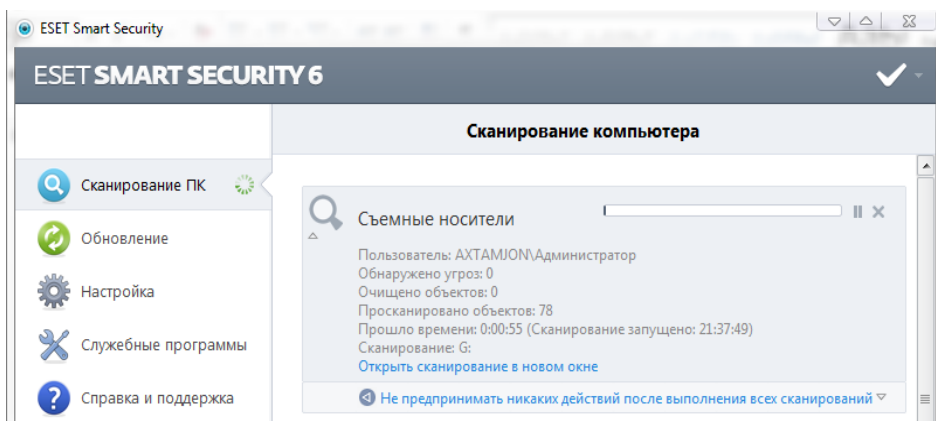 ESET Smart Security
ESET SMART SECURITY 6
Сканирование компьютера
Сканирование ПК
Обновление
Настройка
Служебные программы
Справка и поддержка
Съемные носители
Пользователь: AXTAMJON\Администратор
Обнаружено угроз: 0
Очищено объектов: 0
Просканировано объектов: 78
Прошло времени: 0:00:55 (Сканирование запущено: 21:37:49)
Сканирование: G:
Открыть сканирование в новом окне
Не предпринимать никаких действий после выполнения всех сканирований